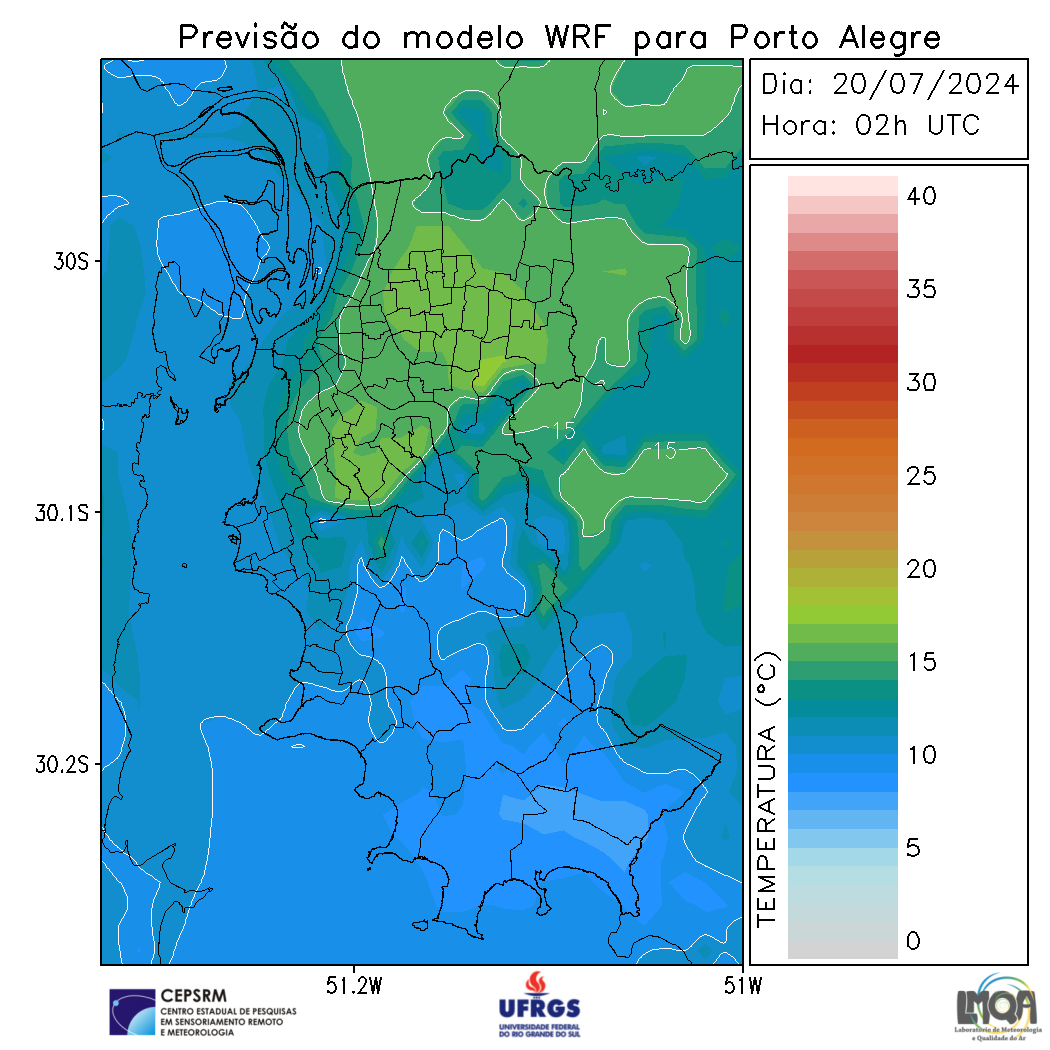 Previsão do modelo WRF para Porto Alegre
Dia: 20/07/2024
Hora: 02h UTC
40
35
30
25
20
15
10
5
0
TEMPERATURA (°C)
30S
30.1S
30.2S
15
15
51.2W
51W
CEPSRM
CENTRO ESTADUAL DE PESQUISAS
EM SENSORIAMENTO REMOTO
E METEOROLOGIA
UFRGS
UNIVERSIDADE FEDERAL
DO RIO GRANDE DO SUL
LMQA
Laboratório de Meteorologia
e Qualidade do Ar